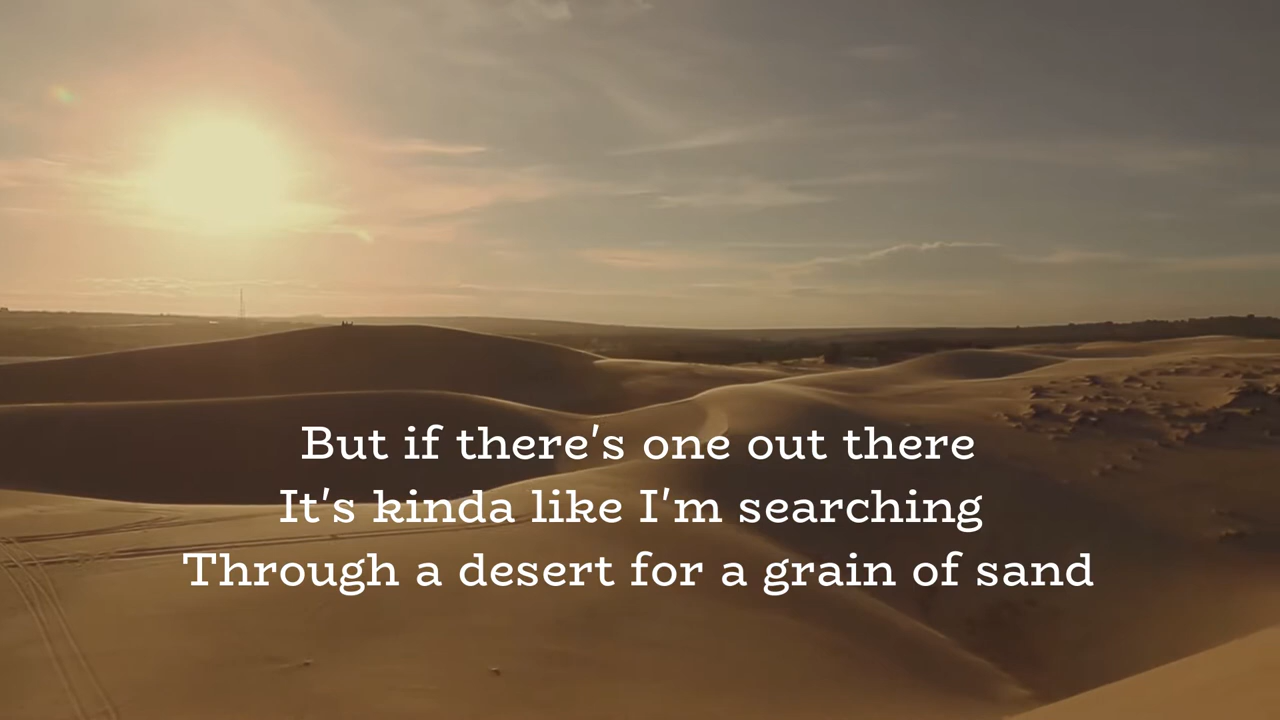 But if there's one out there
It's kinda like I'm searching
Through a desert for a grain of sand